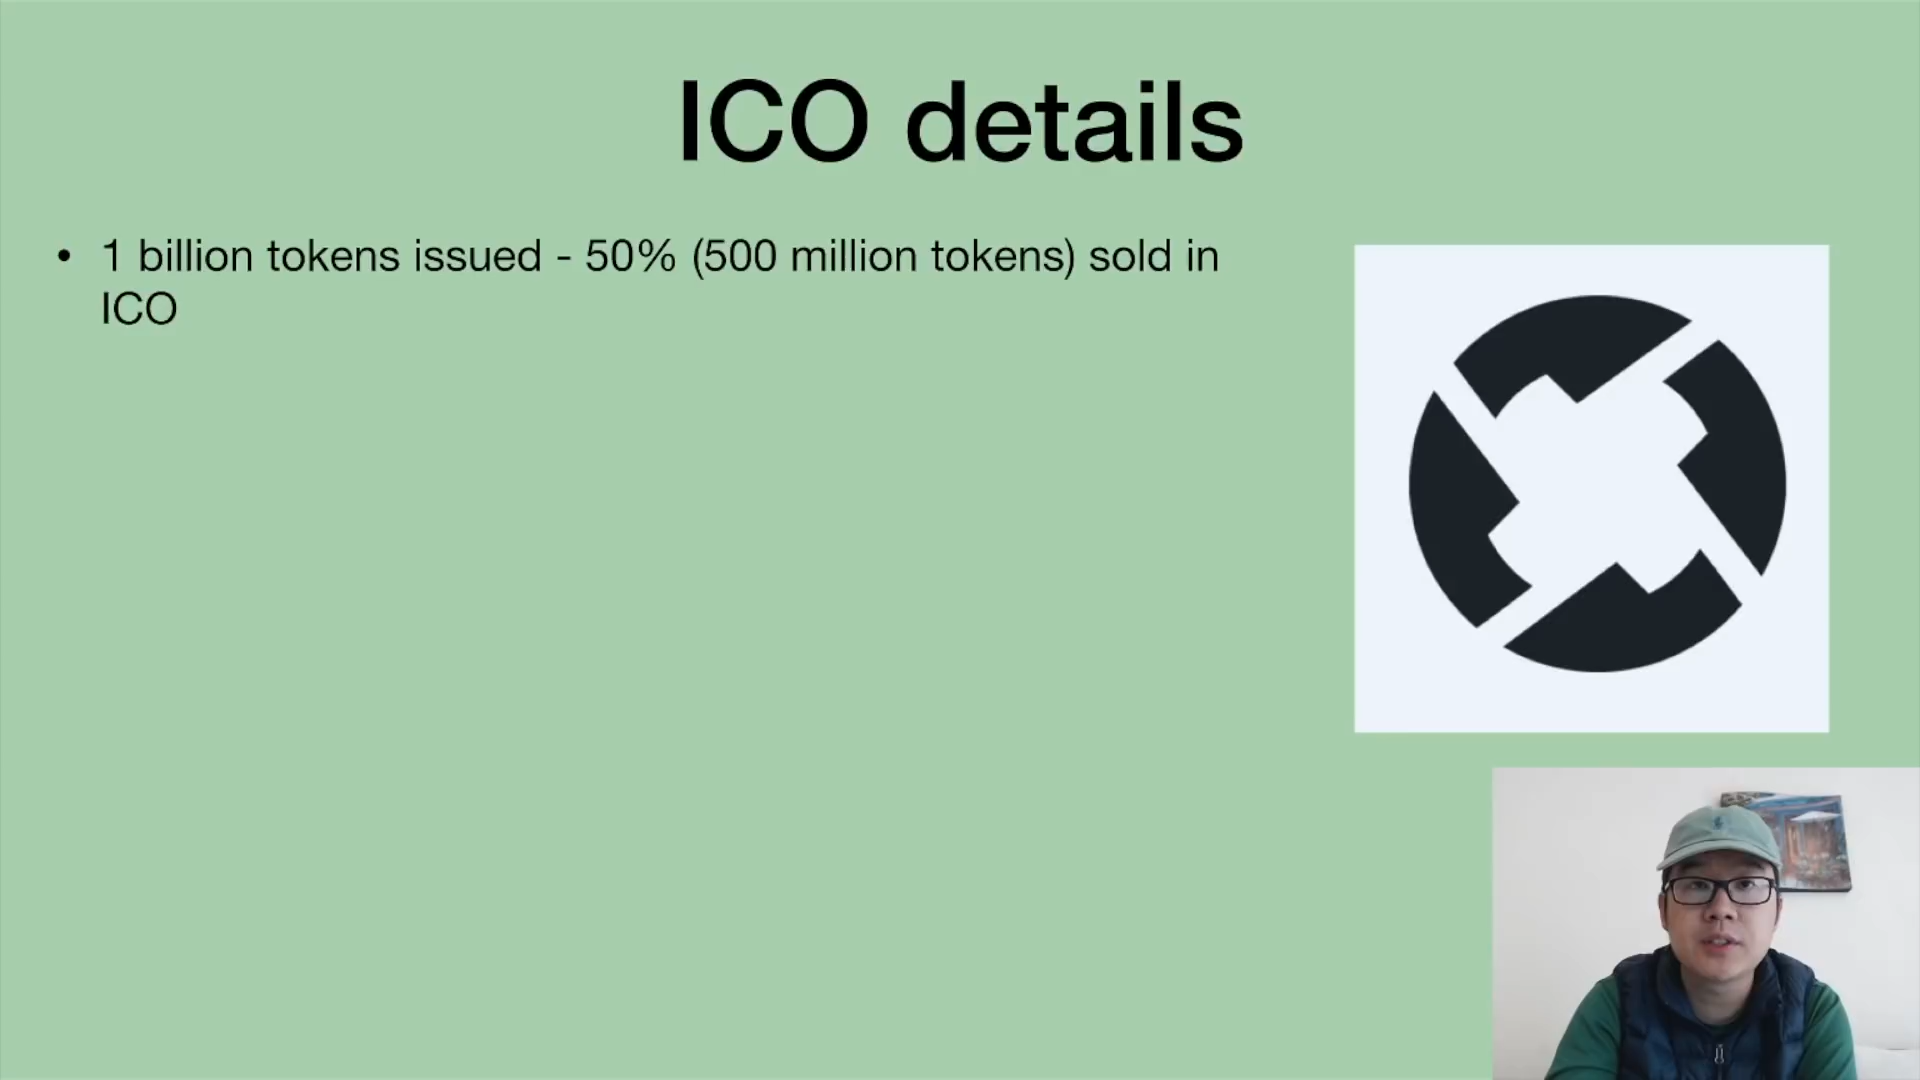 ICO details
• 1 billion tokens issued - 50% (500 million tokens) sold in
ICO